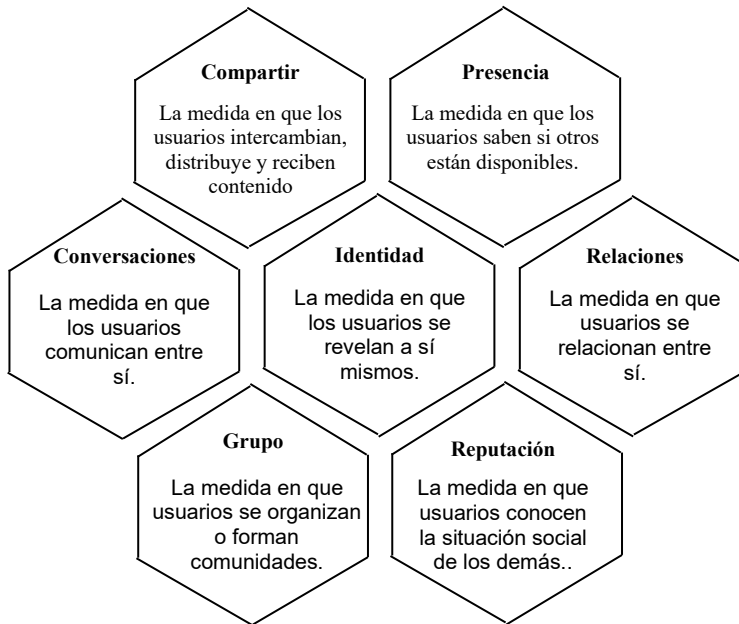 Compartir
La medida en que los
usuarios intercambian,
distribuye y reciben
contenido
Presencia
La medida en que los
usuarios saben si otros
están disponibles.
Conversaciones
La medida en que
los usuarios
comunican entre
sí.
Identidad
La medida en que
los usuarios se
revelan a sí
mismos.
Relaciones
La medida en que
usuarios se
relacionan entre
sí.
Grupo
La medida en que
usuarios se organizan
o forman
comunidades.
Reputación
La medida en que
usuarios conocen
la situación social
de los demás..